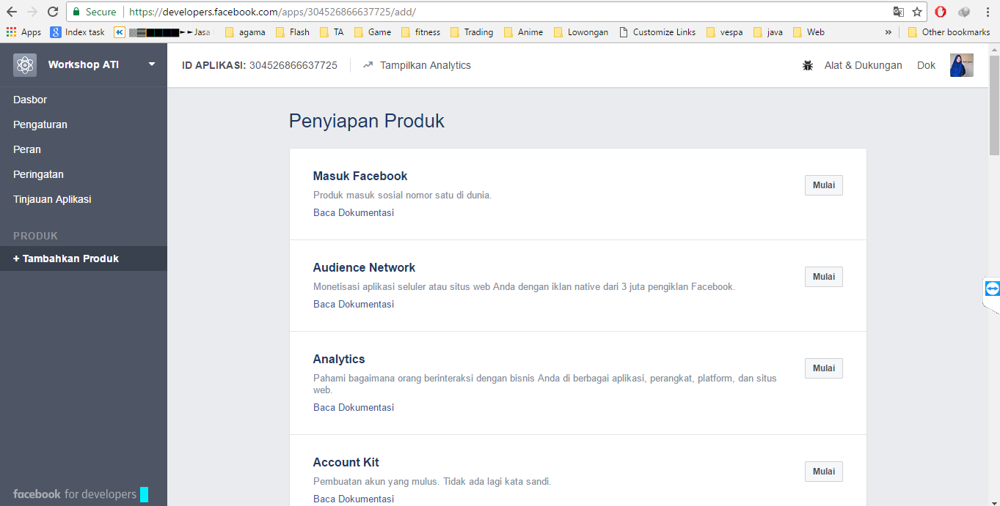 Secure https://developers.facebook.com/apps/304526866637725/add/
Apps Index task Jasa agama Flash TA Game fitness Trading Anime Lowongan Customize Links vespa java Web » Other bookmarks
Workshop ATI
ID APLIKASI: 304526866637725 Tampilkan Analytics Alat & Dukungan Dok
Dasbor
Pengaturan
Peran
Peringatan
Tinjauan Aplikasi
PRODUK
+ Tambahkan Produk
Penyiapan Produk
Masuk Facebook
Produk masuk sosial nomor satu di dunia.
Baca Dokumentasi
Mulai
Audience Network
Monetisasi aplikasi seluler atau situs web Anda dengan iklan native dari 3 juta pengiklan Facebook.
Baca Dokumentasi
Mulai
Analytics
Pahami bagaimana orang berinteraksi dengan bisnis Anda di berbagai aplikasi, perangkat, platform, dan situs
web.
Baca Dokumentasi
Mulai
Account Kit
Pembuatan akun yang mulus. Tidak ada lagi kata sandi.
Baca Dokumentasi
Mulai
facebook for developers